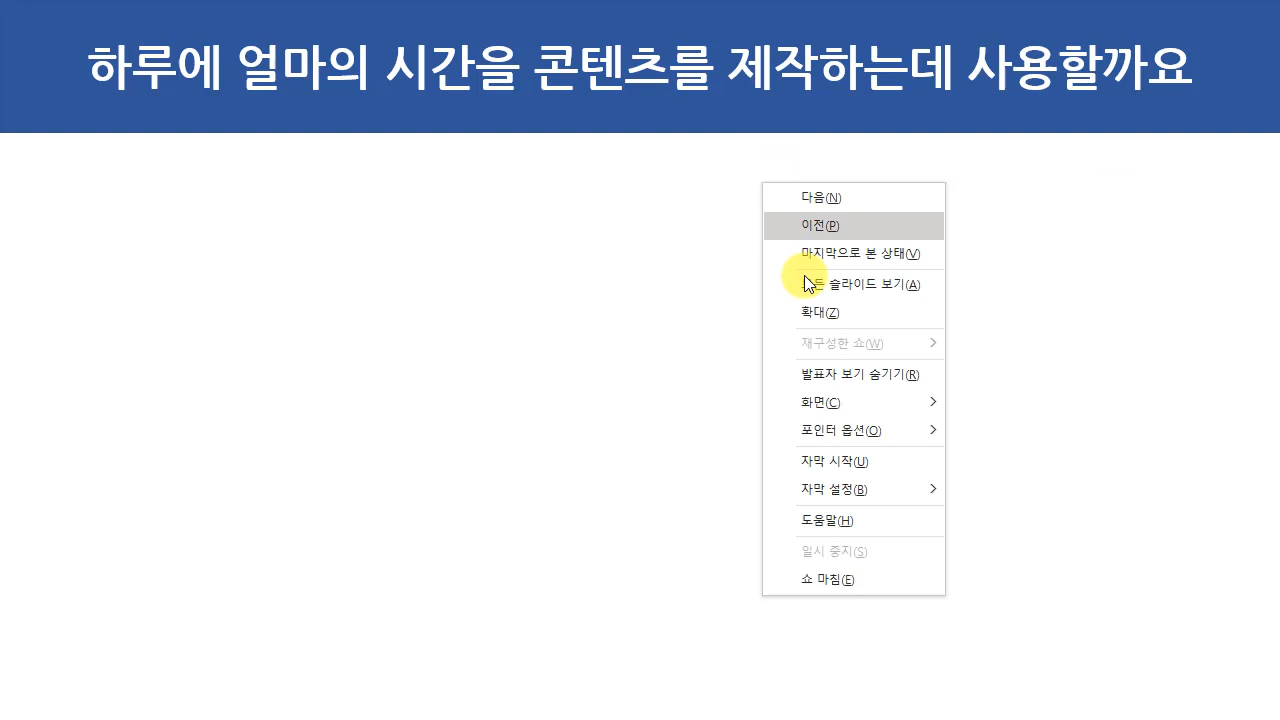 하루에 얼마의 시간을 콘텐츠를 제작하는데 사용할까요
다음(N)
이전(P)
마지막으로 본 상태(V)
모든 슬라이드 보기(A)
확대(Z)
재구성한 쇼(W)
발표자 보기 숨기기(R)
화면(C)
포인터 옵션(O)
자막 시작(U)
자막 설정(B)
도움말(H)
일시 중지(S)
쇼 마침(E)